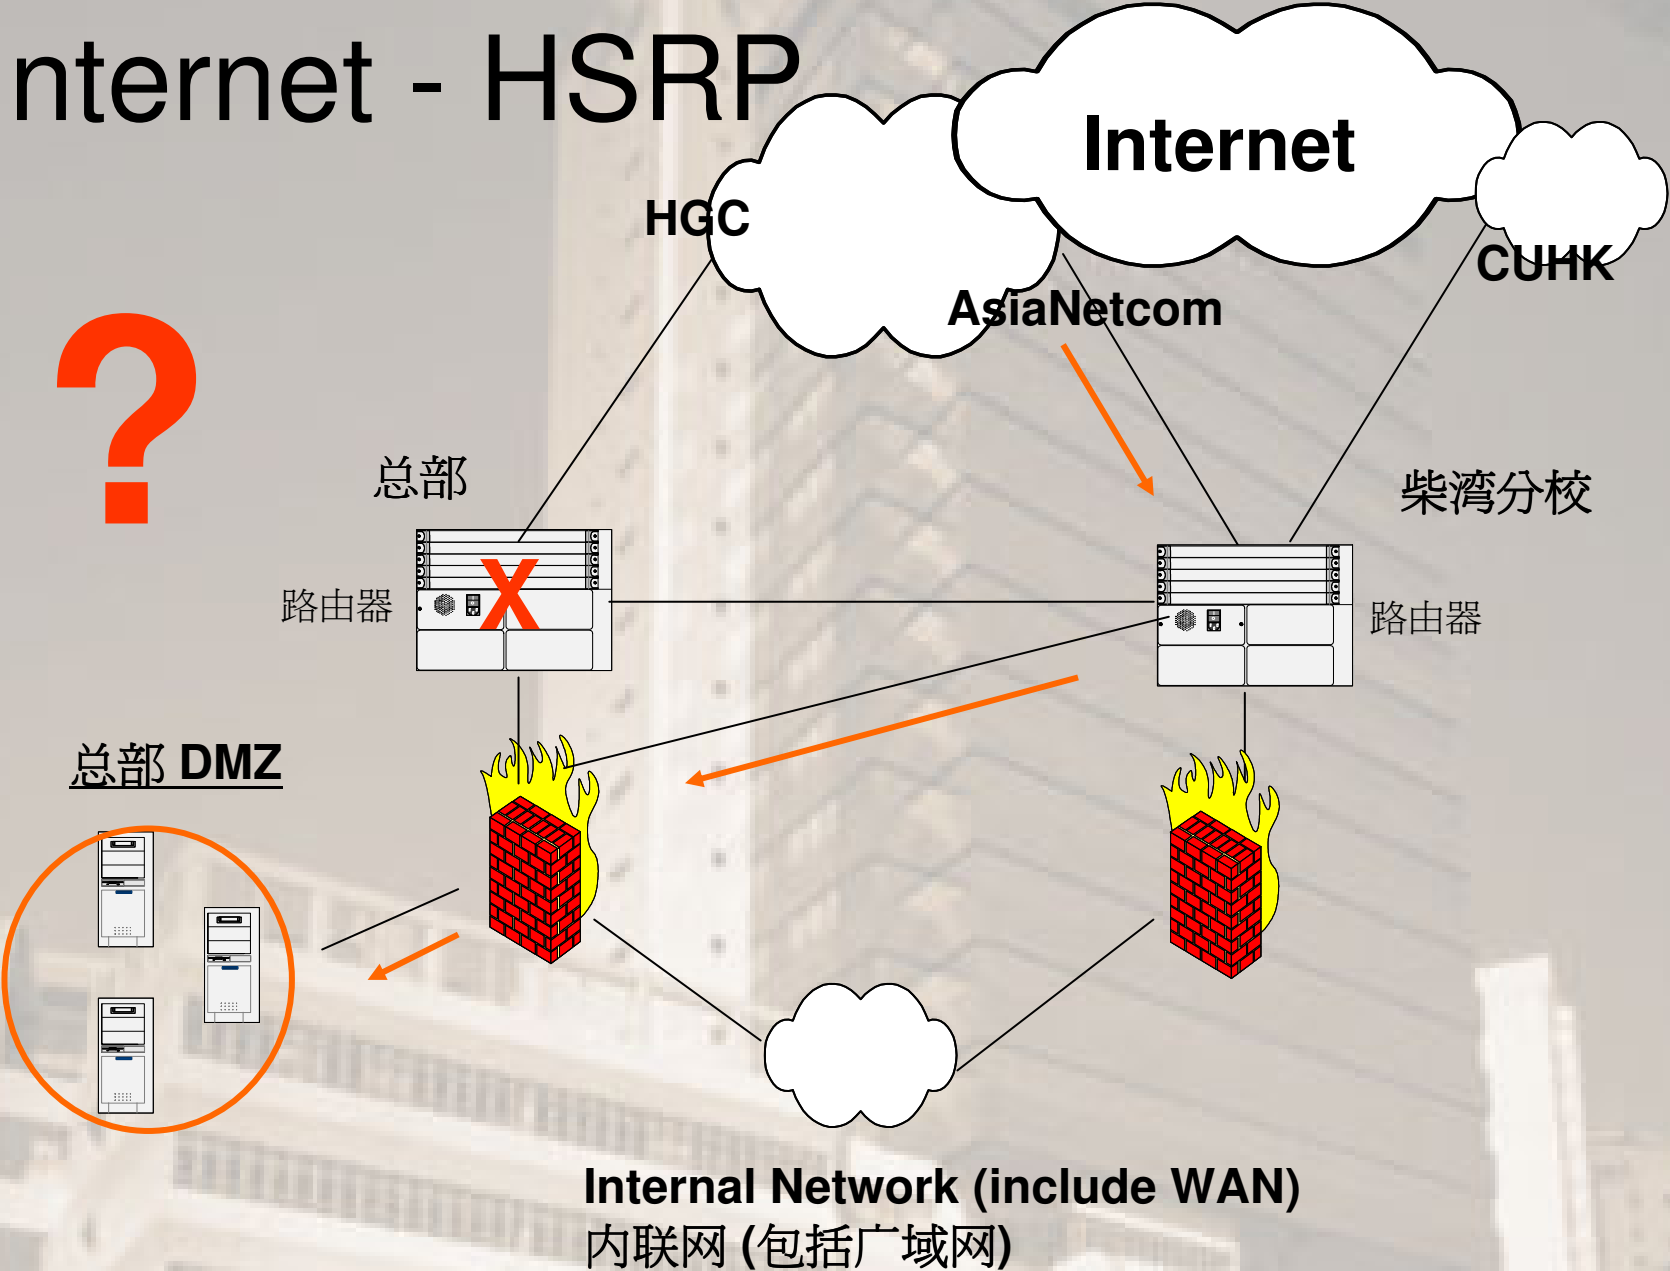 nternet - HSRP
Internet
HGC
CUHK
AsiaNetcom
?
总部
柴湾分校
X
路由器
路由器
总部 DMZ
Internal Network (include WAN)
内联网 (包括广域网)